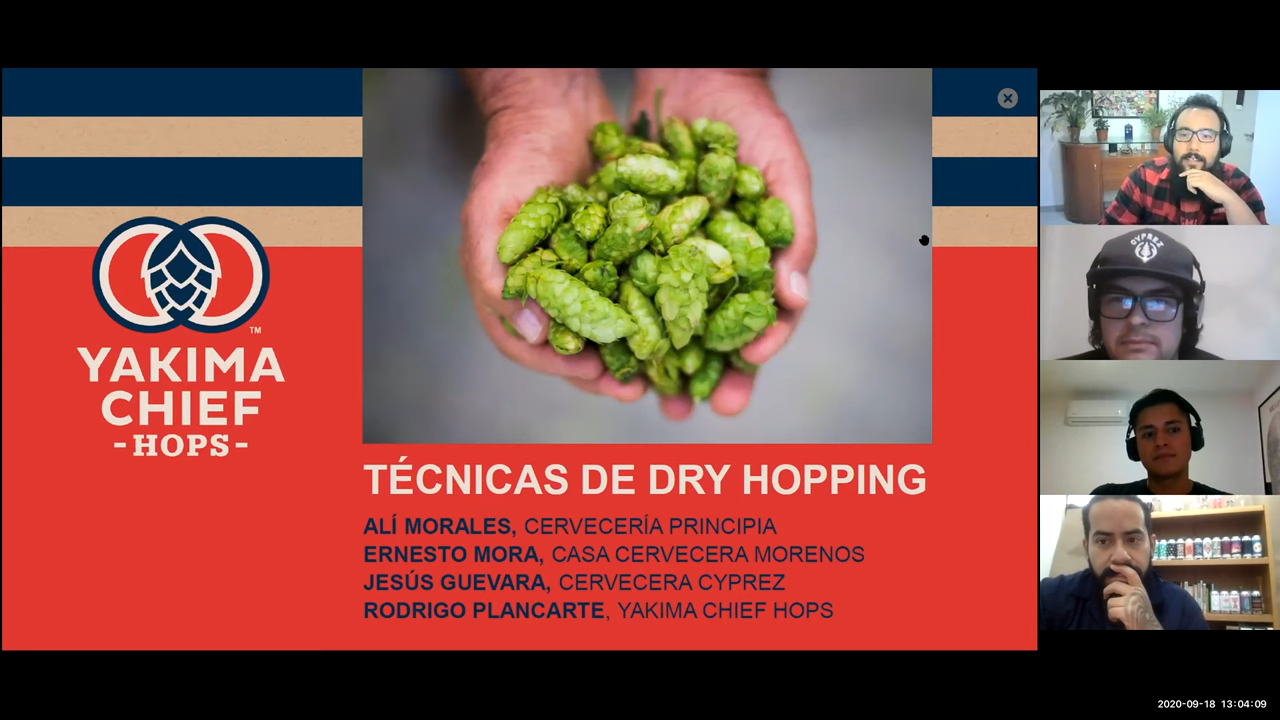 YAKIMA
CHIEF
-HOPS-
TM
TÉCNICAS DE DRY HOPPING
ALÍ MORALES, CERVECERÍA PRINCIPIA
ERNESTO MORA, CASA CERVECERA MORENOS
JESÚS GUEVARA, CERVECERA CYPREZ
RODRIGO PLANCARTE, YAKIMA CHIEF HOPS
CYPREZ
2020-09-18 13:04:09